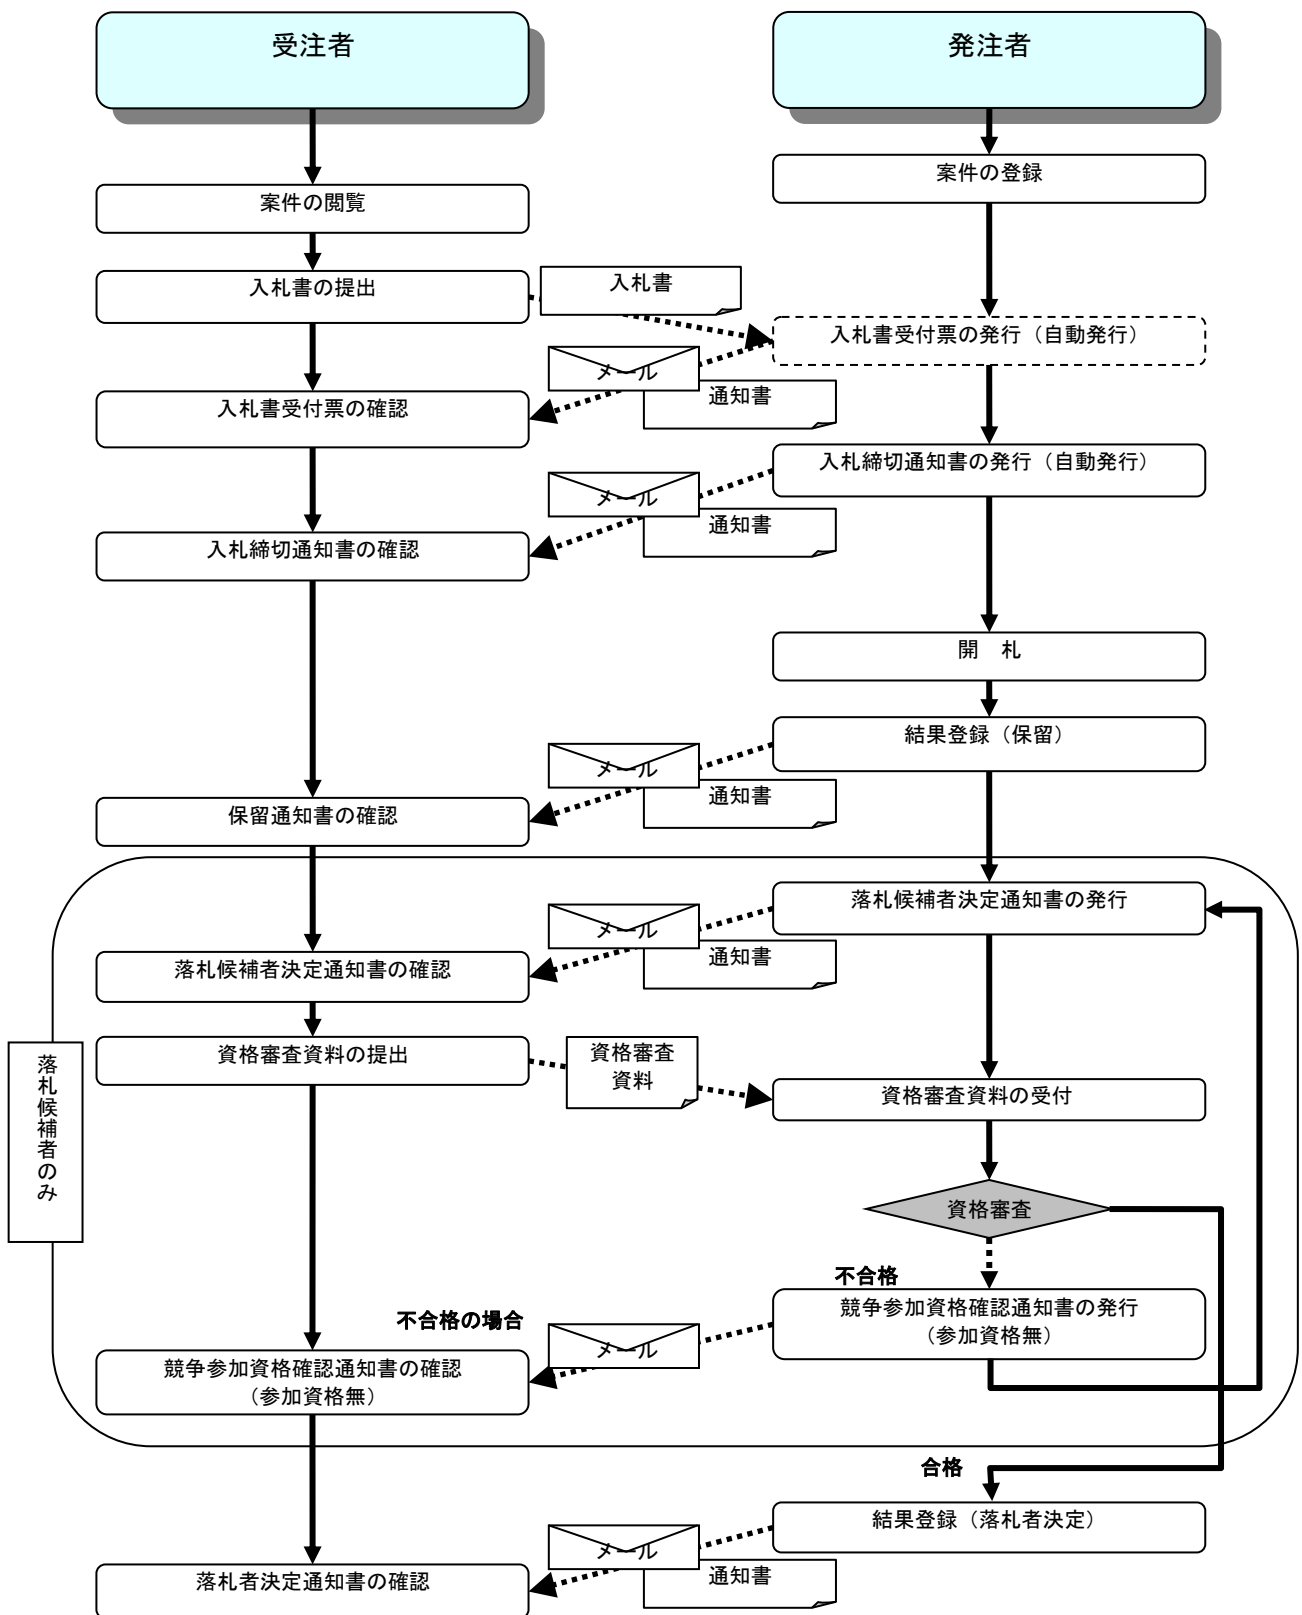 受注者
発注者
案件の登録
案件の閲覧
入札書の提出
入札書
入札書受付票の発行（自動発行）
メール
通知書
入札書受付票の確認
入札締切通知書の発行（自動発行）
メール
通知書
入札締切通知書の確認
開　札
結果登録（保留）
メール
通知書
保留通知書の確認
落札候補者決定通知書の発行
メール
通知書
落札候補者決定通知書の確認
資格審査資料の提出
資格審査
資料
落札候補者のみ
資格審査資料の受付
資格審査
不合格
競争参加資格確認通知書の発行
（参加資格無）
不合格の場合
メール
競争参加資格確認通知書の確認
（参加資格無）
合格
結果登録（落札者決定）
メール
通知書
落札者決定通知書の確認